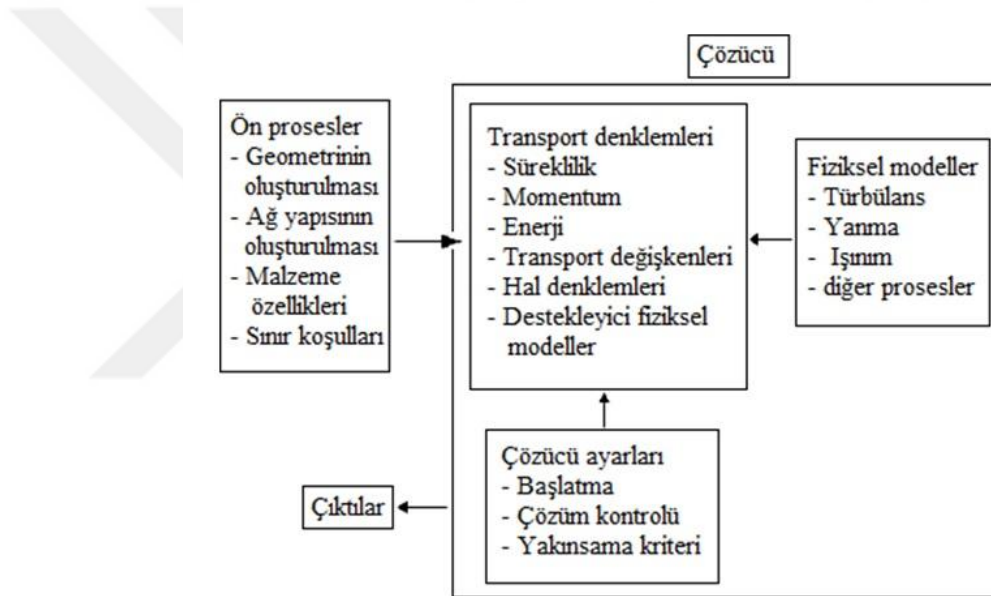 Çözücü
Ön prosesler
- Geometrinin
oluşturulması
- Ağ yapısının
oluşturulması
- Malzeme
özellikleri
- Sınır koşulları
Transport denklemleri
- Süreklilik
- Momentum
- Enerji
- Transport değişkenleri
- Hal denklemleri
- Destekleyici fiziksel
modeller
Fiziksel modeller
- Türbülans
- Yanma
- Işınım
- diğer prosesler
Çözücü ayarları
- Başlatma
- Çözüm kontrolü
- Yakınsama kriteri
Çıktılar